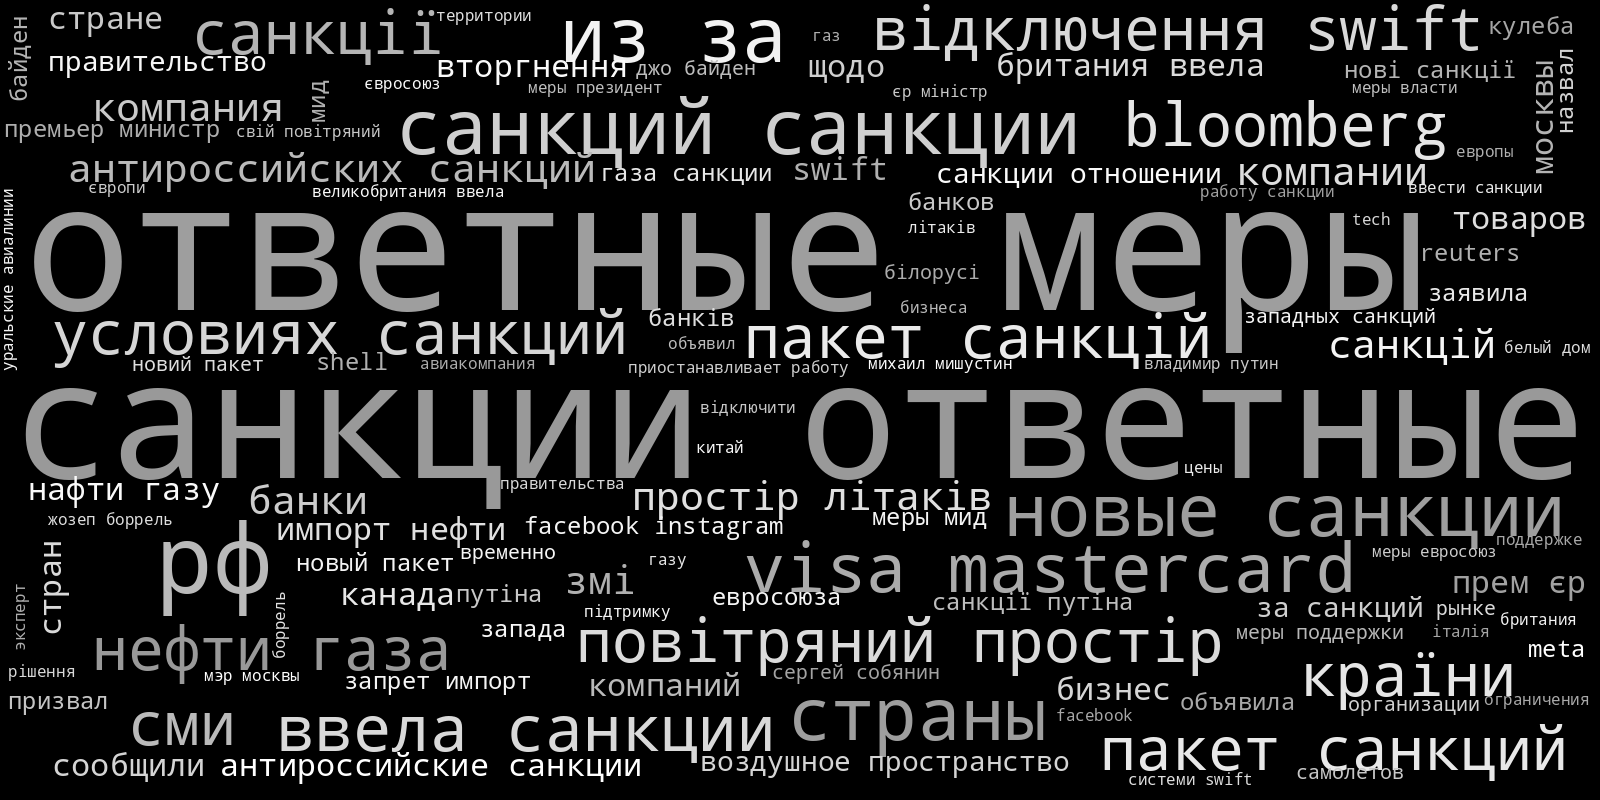 байден
стране
санкції
территории
из за
газ
відключення swift
кулеба
правительство
вторгнення
джо байден
щодо
британия ввела
нові санкції
назвал
компания
мид
євросоюз
меры президент
єр міністр
меры власти
москвы
премьер министр
свій повітряний
санкций санкции
bloomberg
европы
антироссийских санкций
газа санкции
swift
санкции отношении
компании
європи
великобритания ввела
работу санкции
ввести санкции
уральские авиалинии
ответные меры
банков
літаків
tech
товаров
білорусі
reuters
бизнеса
заявила
условиях санкций
банків
объявил
пакет санкцій
западных санкций
санкцій
белый дом
новий пакет
shell
авиакомпания
приостанавливает работу
михаил мишустин
владимир путин
санкции ответные
відключити
китай
цены
нафти газу
банки
правительства
простір літаків
новые санкции
жозеп боррель
импорт нефти
facebook instagram
меры мид
поддержке
стран
рф
новый пакет
временно
газу
visa mastercard
меры евросоюз
эксперт
боррель
канада
путіна
змі
підтримку
евросоюза
санкції путіна
прем єр
за санкций
рынке
британия
нефти газа
запада
повітряний простір
меры поддержки
італія
meta
рішення
мэр москвы
запрет импорт
компаний
сергей собянин
країни
призвал
бизнес
объявила
организации
ограничения
сми
ввела санкции
страны
facebook
пакет санкций
сообщили
антироссийские санкции
воздушное пространство
системи swift
самолетов